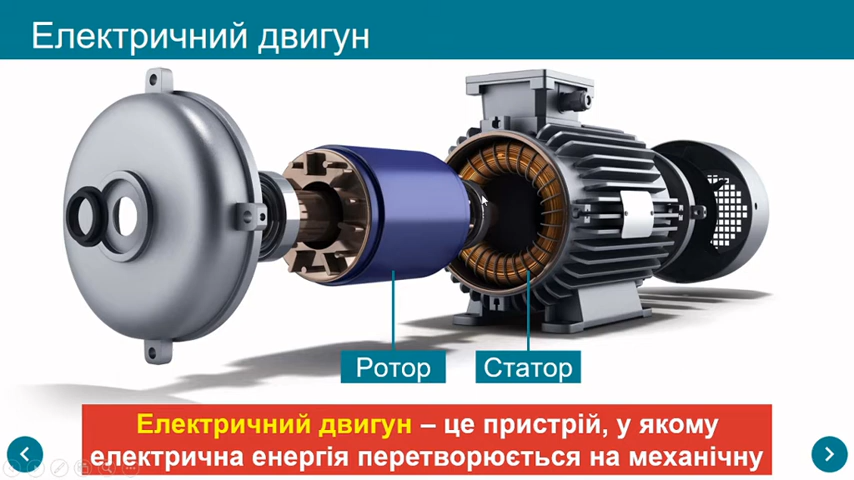 Електричний двигун
Ротор
Статор
Електричний двигун – це пристрій, у якому
електрична енергія перетворюється на механічну